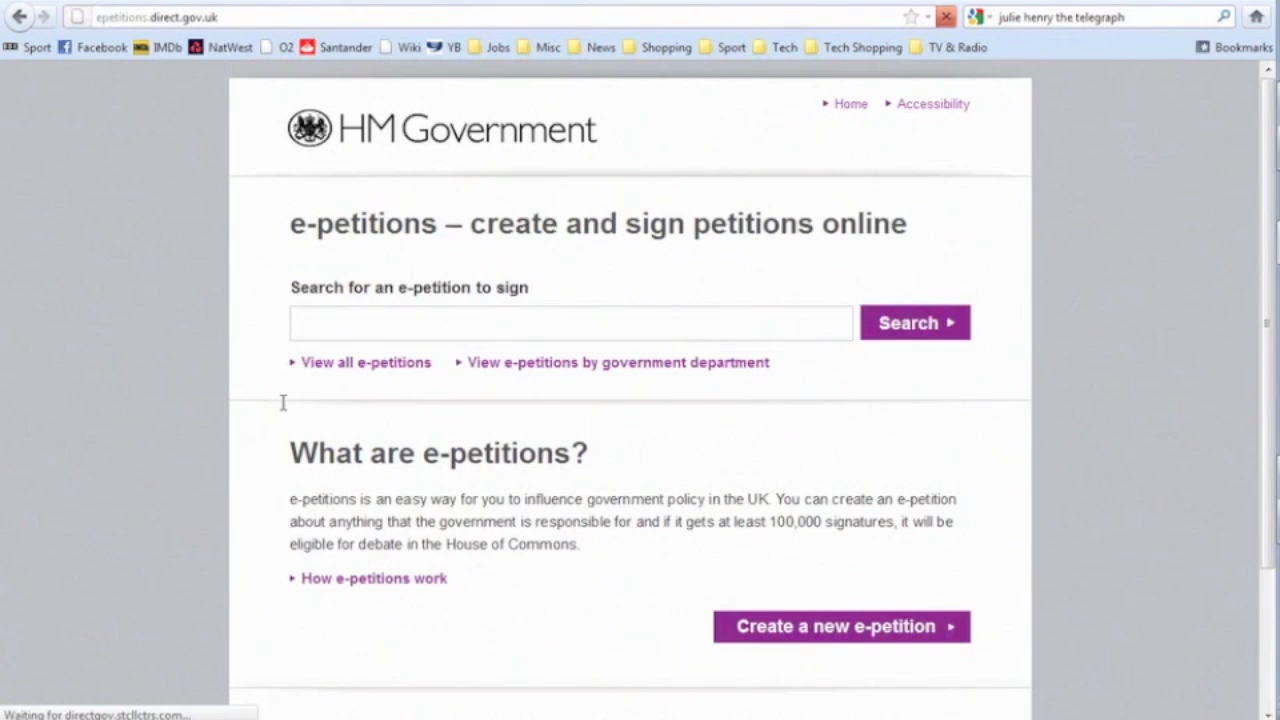 epetitions.direct.gov.uk
julie henry the telegraph
BBC Sport Facebook IMDb NatWest O2 Santander Wiki YB Jobs Misc News Shopping Sport Tech Tech Shopping TV & Radio Bookmarks
Home Accessibility
HM Government
e-petitions – create and sign petitions online
Search for an e-petition to sign
Search
View all e-petitions View e-petitions by government department
What are e-petitions?
e-petitions is an easy way for you to influence government policy in the UK. You can create an e-petition
about anything that the government is responsible for and if it gets at least 100,000 signatures, it will be
eligible for debate in the House of Commons.
How e-petitions work
Create a new e-petition
Waiting for directgov.stcllctrs.com...